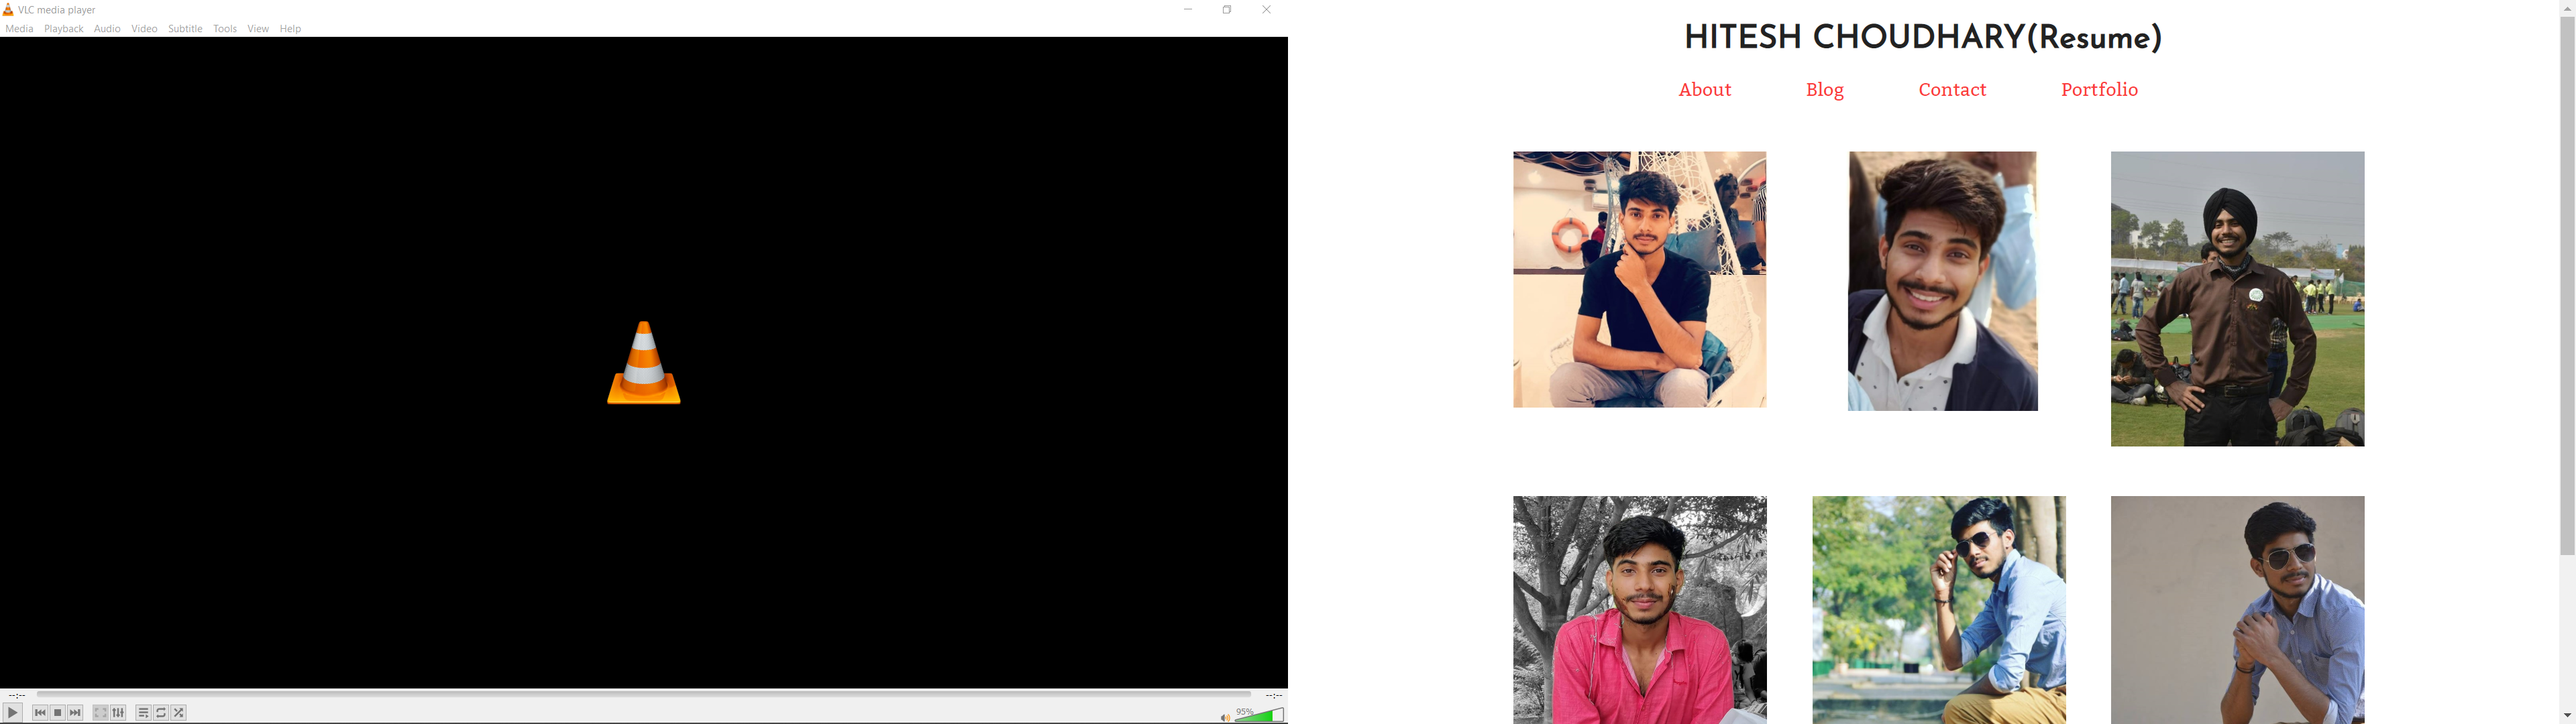 VLC media player
Media Playback Audio Video Subtitle Tools View Help
--:--
--:--
95%
HITESH CHOUDHARY(Resume)
About Blog Contact Portfolio